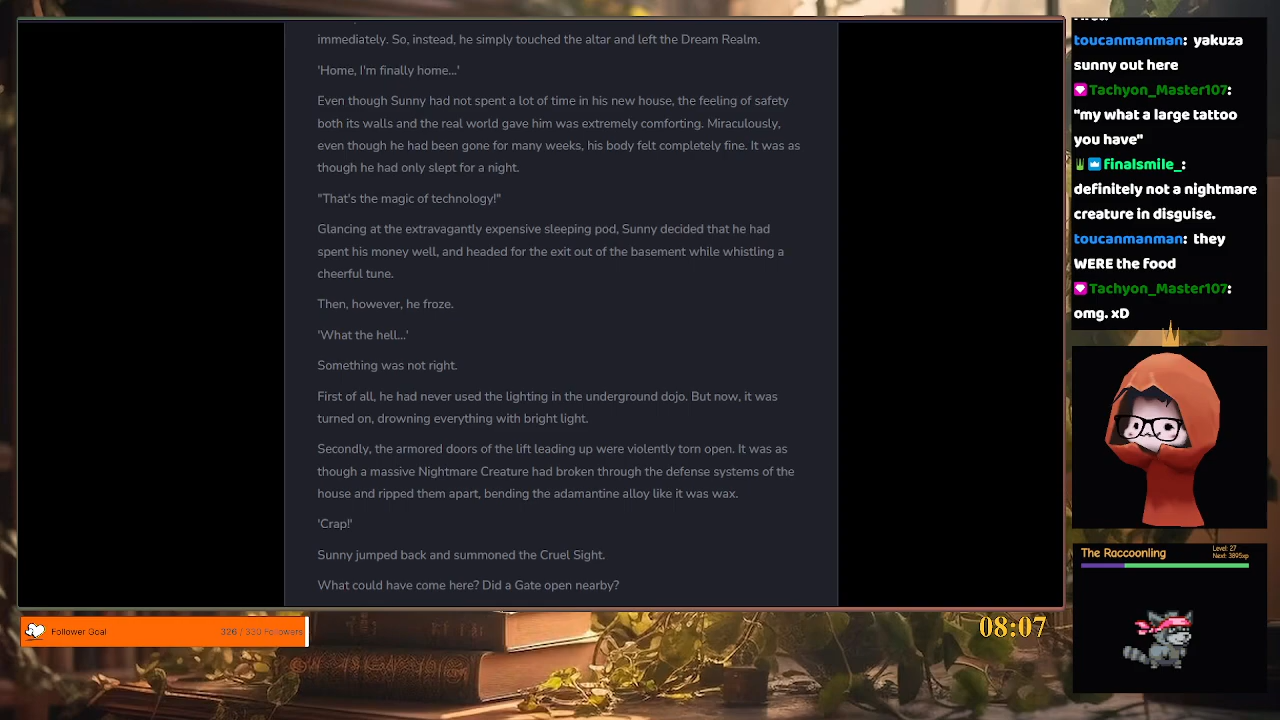 immediately. So, instead, he simply touched the altar and left the Dream Realm.
'Home, I'm finally home...'
Even though Sunny had not spent a lot of time in his new house, the feeling of safety
both its walls and the real world gave him was extremely comforting. Miraculously,
even though he had been gone for many weeks, his body felt completely fine. It was as
though he had only slept for a night.
"That's the magic of technology!"
Glancing at the extravagantly expensive sleeping pod, Sunny decided that he had
spent his money well, and headed for the exit out of the basement while whistling a
cheerful tune.
Then, however, he froze.
'What the hell...'
Something was not right.
First of all, he had never used the lighting in the underground dojo. But now, it was
turned on, drowning everything with bright light.
Secondly, the armored doors of the lift leading up were violently torn open. It was as
though a massive Nightmare Creature had broken through the defense systems of the
house and ripped them apart, bending the adamantine alloy like it was wax.
'Crap!'
Sunny jumped back and summoned the Cruel Sight.
What could have come here? Did a Gate open nearby?
toucanmanman: yakuza
sunny out here
Tachyon_Master107:
"my what a large tattoo
you have"
finalsmile_:
definitely not a nightmare
creature in disguise.
toucanmanman: they
WERE the food
Tachyon_Master107:
omg. xD
The Raccoonling
Level: 27
Next: 3895xp
Follower Goal
326 / 330 Followers
08:07